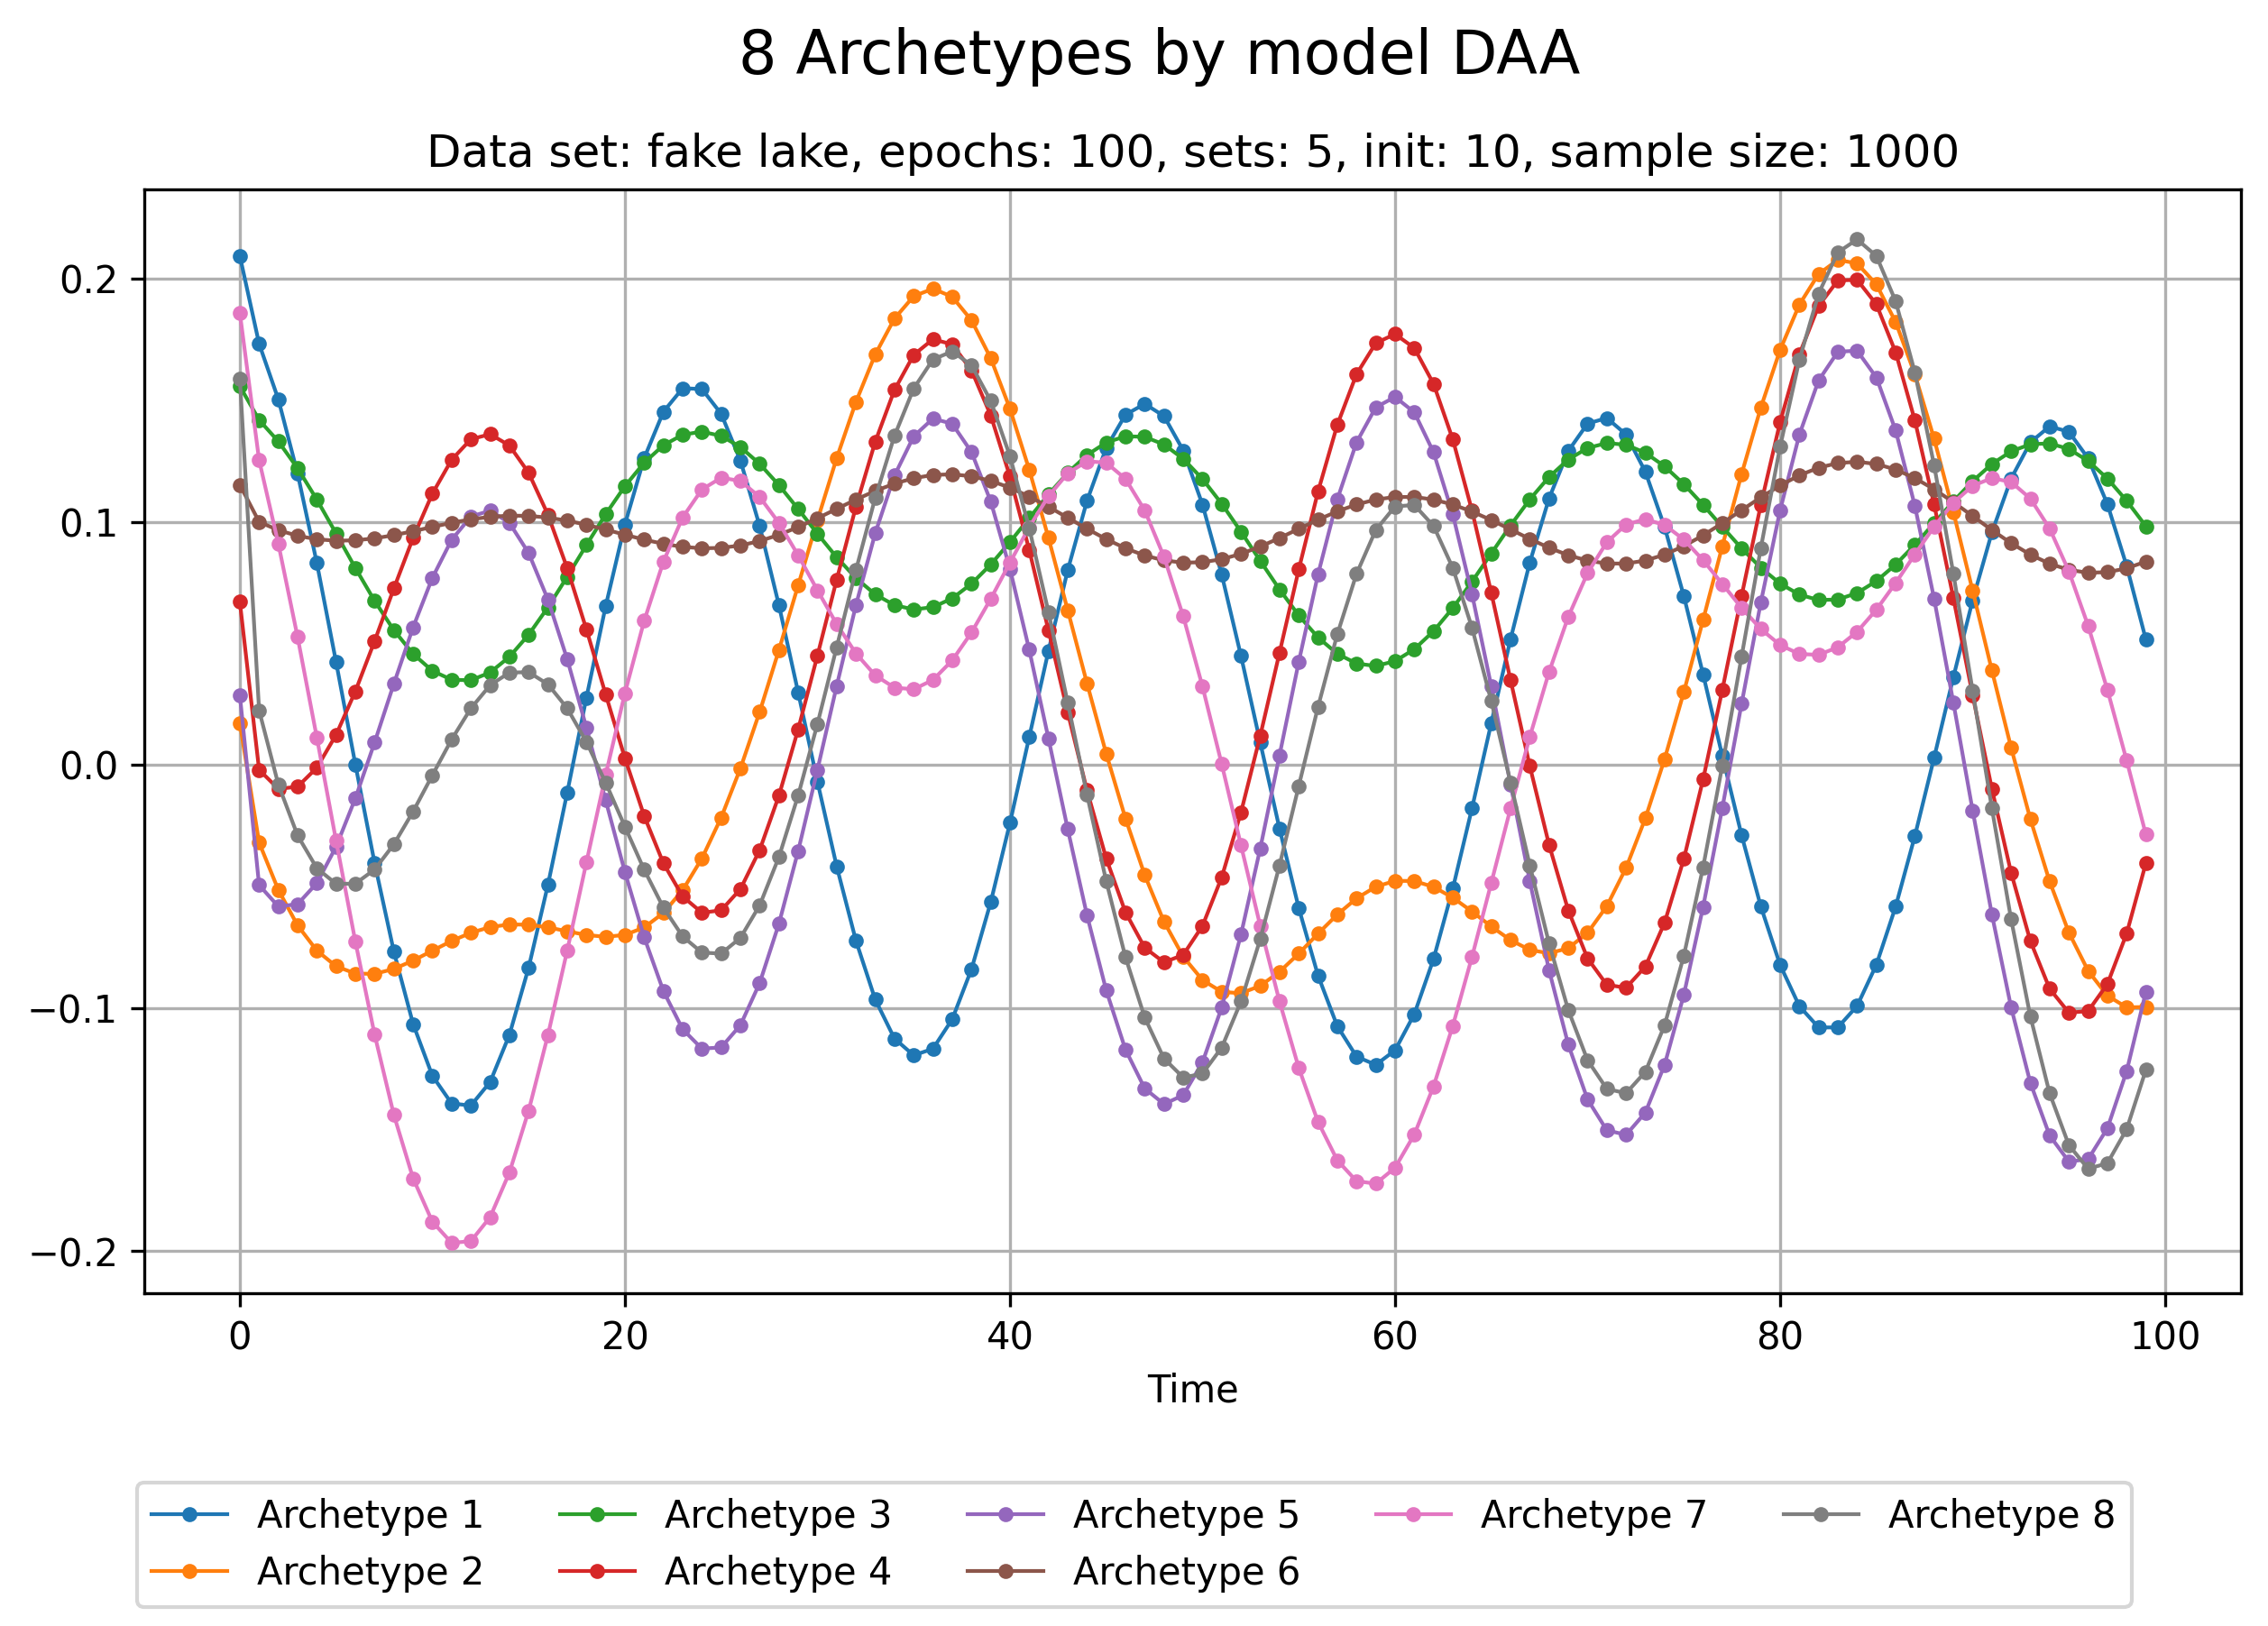 8 Archetypes by model DAA
Data set: fake lake, epochs: 100, sets: 5, init: 10, sample size: 1000
0.2
0.1
0.0
−0.1
−0.2
0 20 40 60 80 100
Time
Archetype 1 Archetype 3 Archetype 5 Archetype 7 Archetype 8
Archetype 2 Archetype 4 Archetype 6